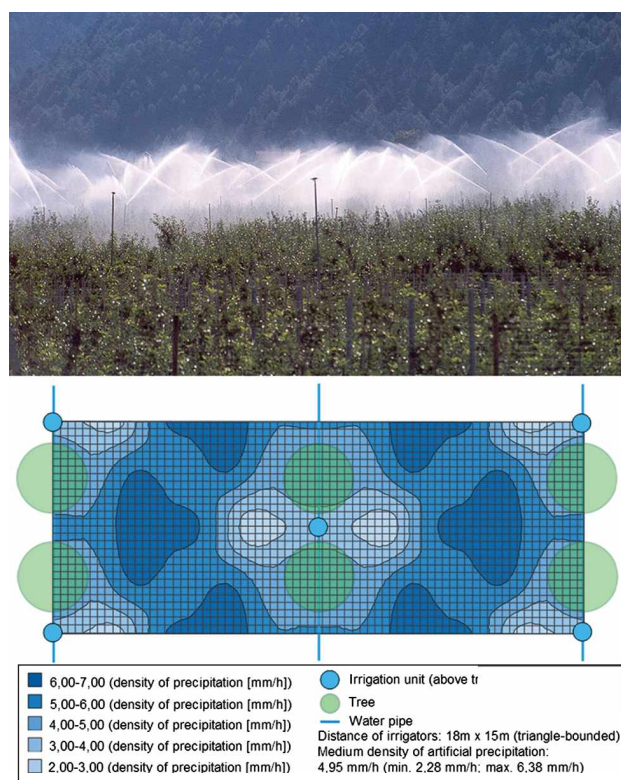 6,00-7,00 (density of precipitation [mm/h])
5,00-6,00 (density of precipitation [mm/h])
4,00-5,00 (density of precipitation [mm/h])
3,00-4,00 (density of precipitation [mm/h])
2,00-3,00 (density of precipitation [mm/h])
Irrigation unit (above
Tree
Water pipe
Distance of irrigators: 18m x 15m (triangle-bounded)
Medium density of artificial precipitation:
4,95 mm/h (min. 2,28 mm/h; max. 6,38 mm/h)